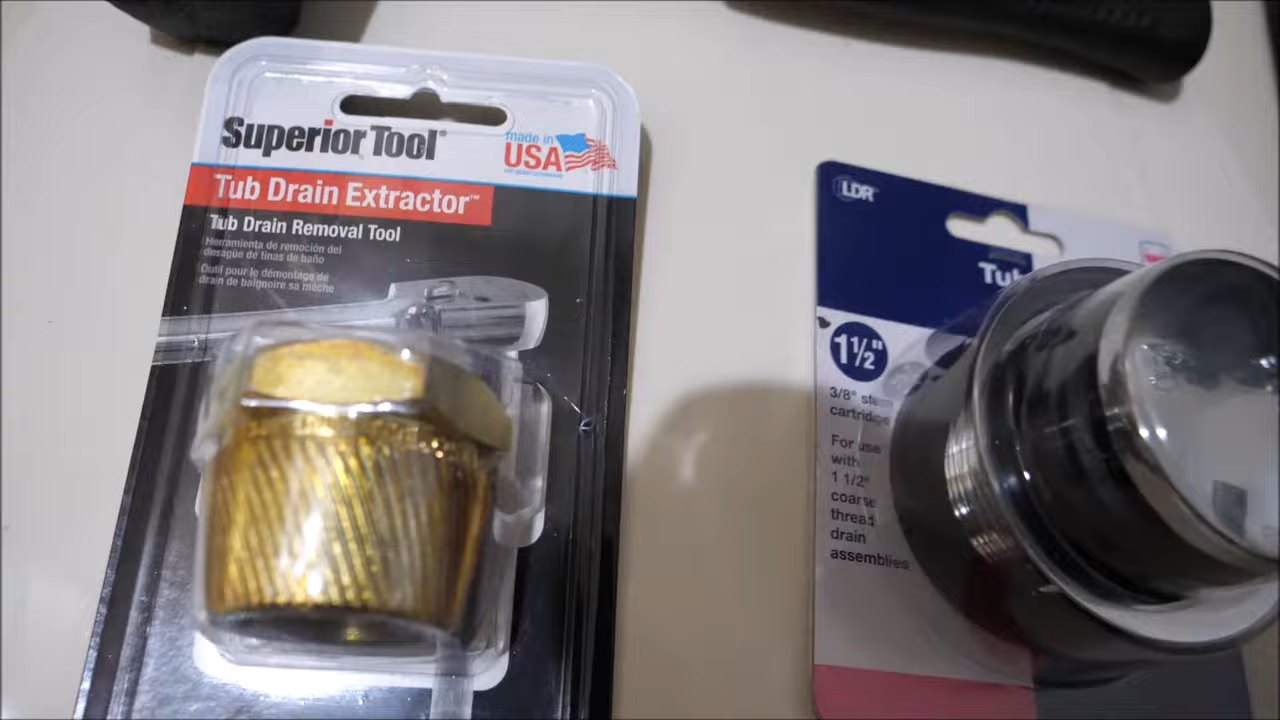 Superior Tool®
made in
USA
Tub Drain Extractor™
Tub Drain Removal Tool
Herramienta de remoción del
desagüe de tinas de baño
Outil pour le démontage de
drain de baignoire sa mèche
LDR
Tub
1½"
3/8" stem
cartridge
For use
with
1 1/2"
coarse
thread
drain
assemblies